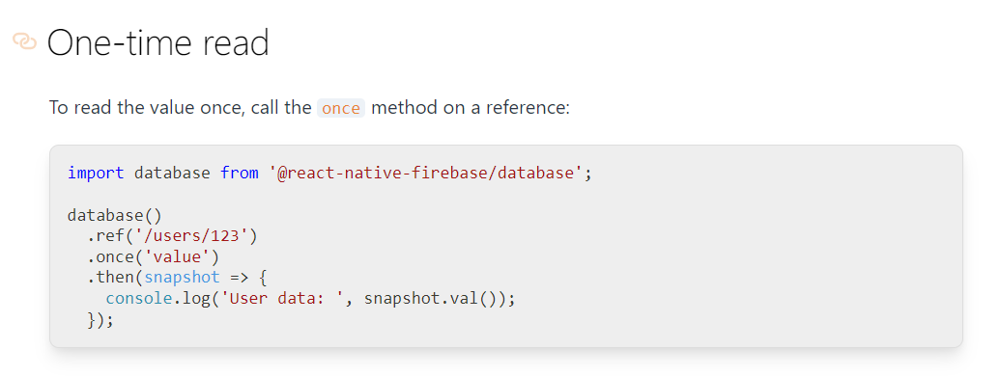 One-time read
To read the value once, call the once method on a reference:
import database from '@react-native-firebase/database';
database()
  .ref('/users/123')
  .once('value')
  .then(snapshot => {
    console.log('User data: ', snapshot.val());
  });